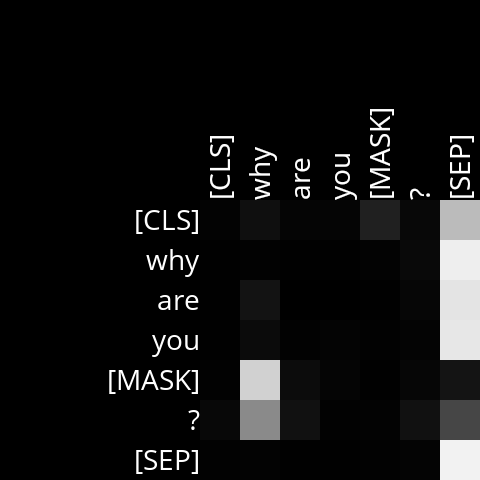 [CLS] why are you [MASK] ? [SEP]
[CLS]
why
are
you
[MASK]
?
[SEP]